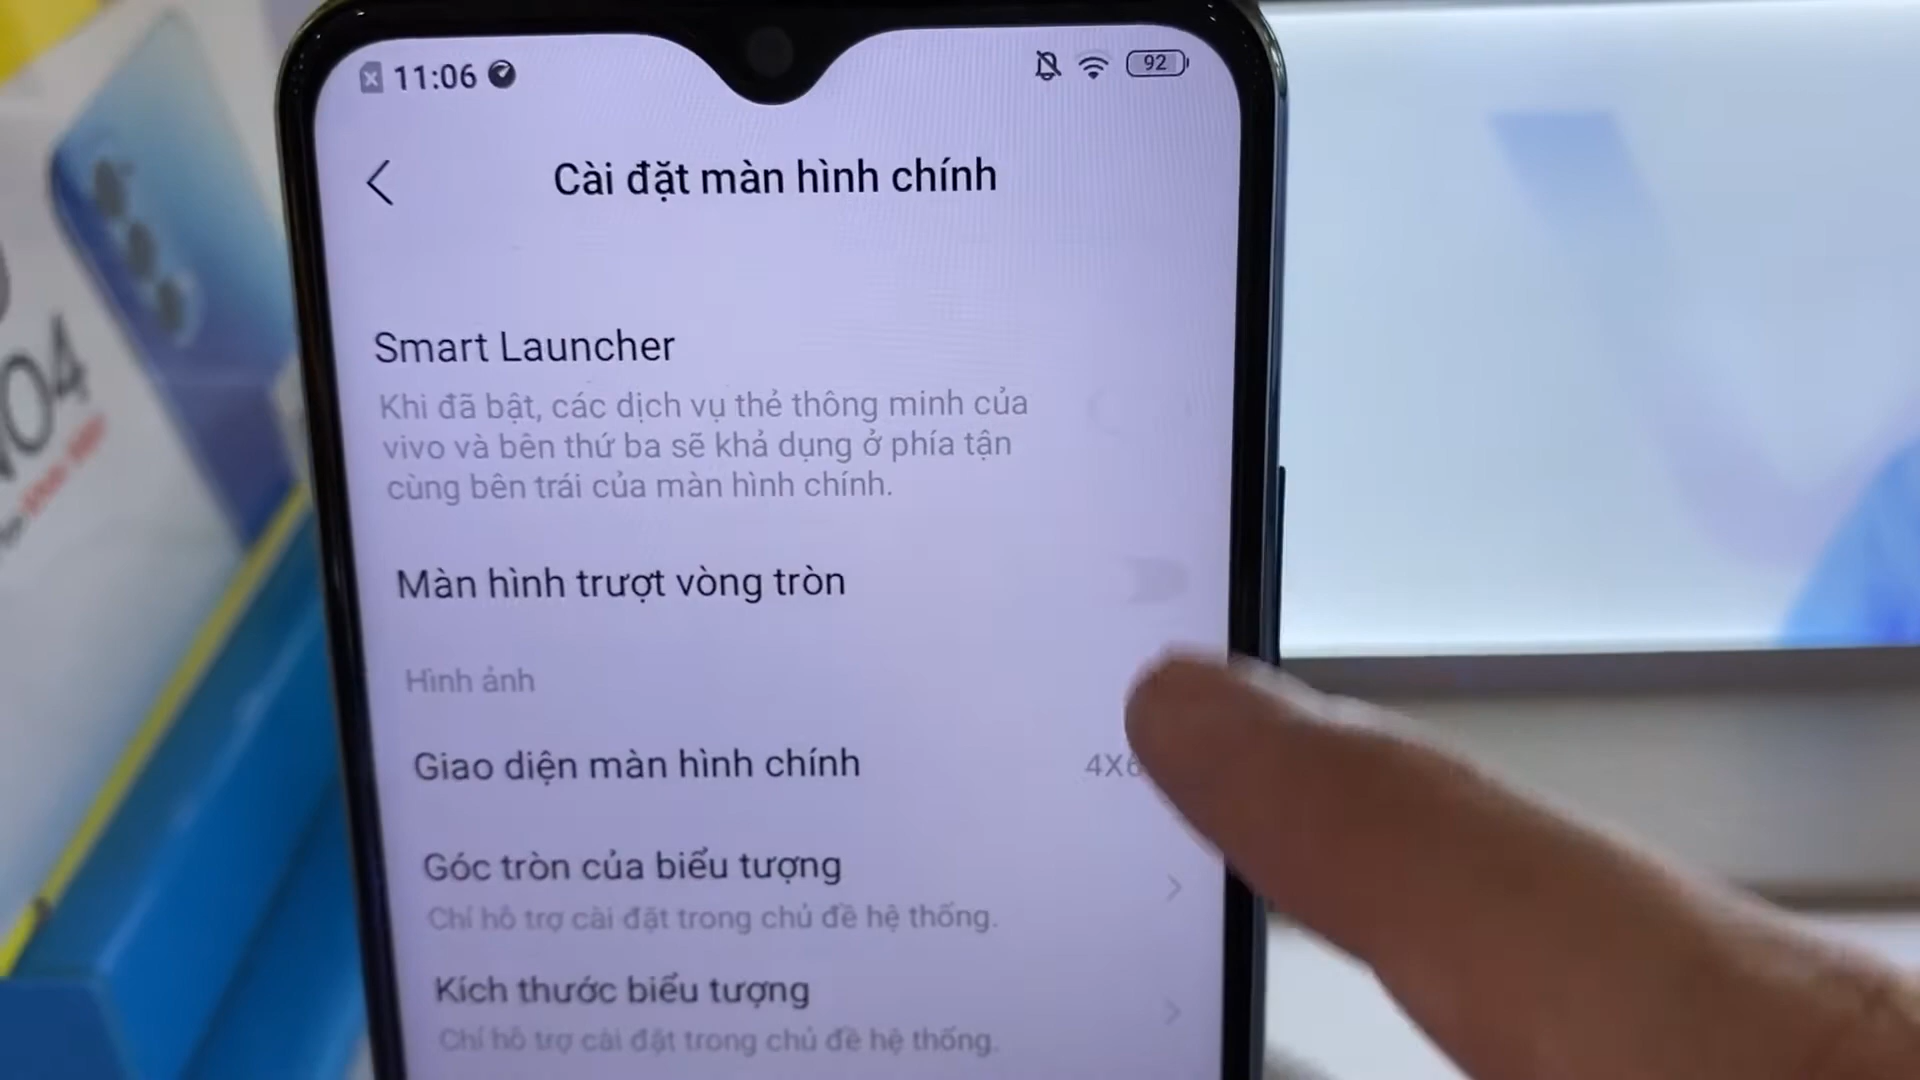 11:06
92
Cài đặt màn hình chính
Smart Launcher
Khi đã bật, các dịch vụ thẻ thông minh của
vivo và bên thứ ba sẽ khả dụng ở phía tận
cùng bên trái của màn hình chính.
Màn hình trượt vòng tròn
Hình ảnh
Giao diện màn hình chính
4X6
Góc tròn của biểu tượng
Chỉ hỗ trợ cài đặt trong chủ đề hệ thống.
Kích thước biểu tượng
Chỉ hỗ trợ cài đặt trong chủ đề hệ thống.
04